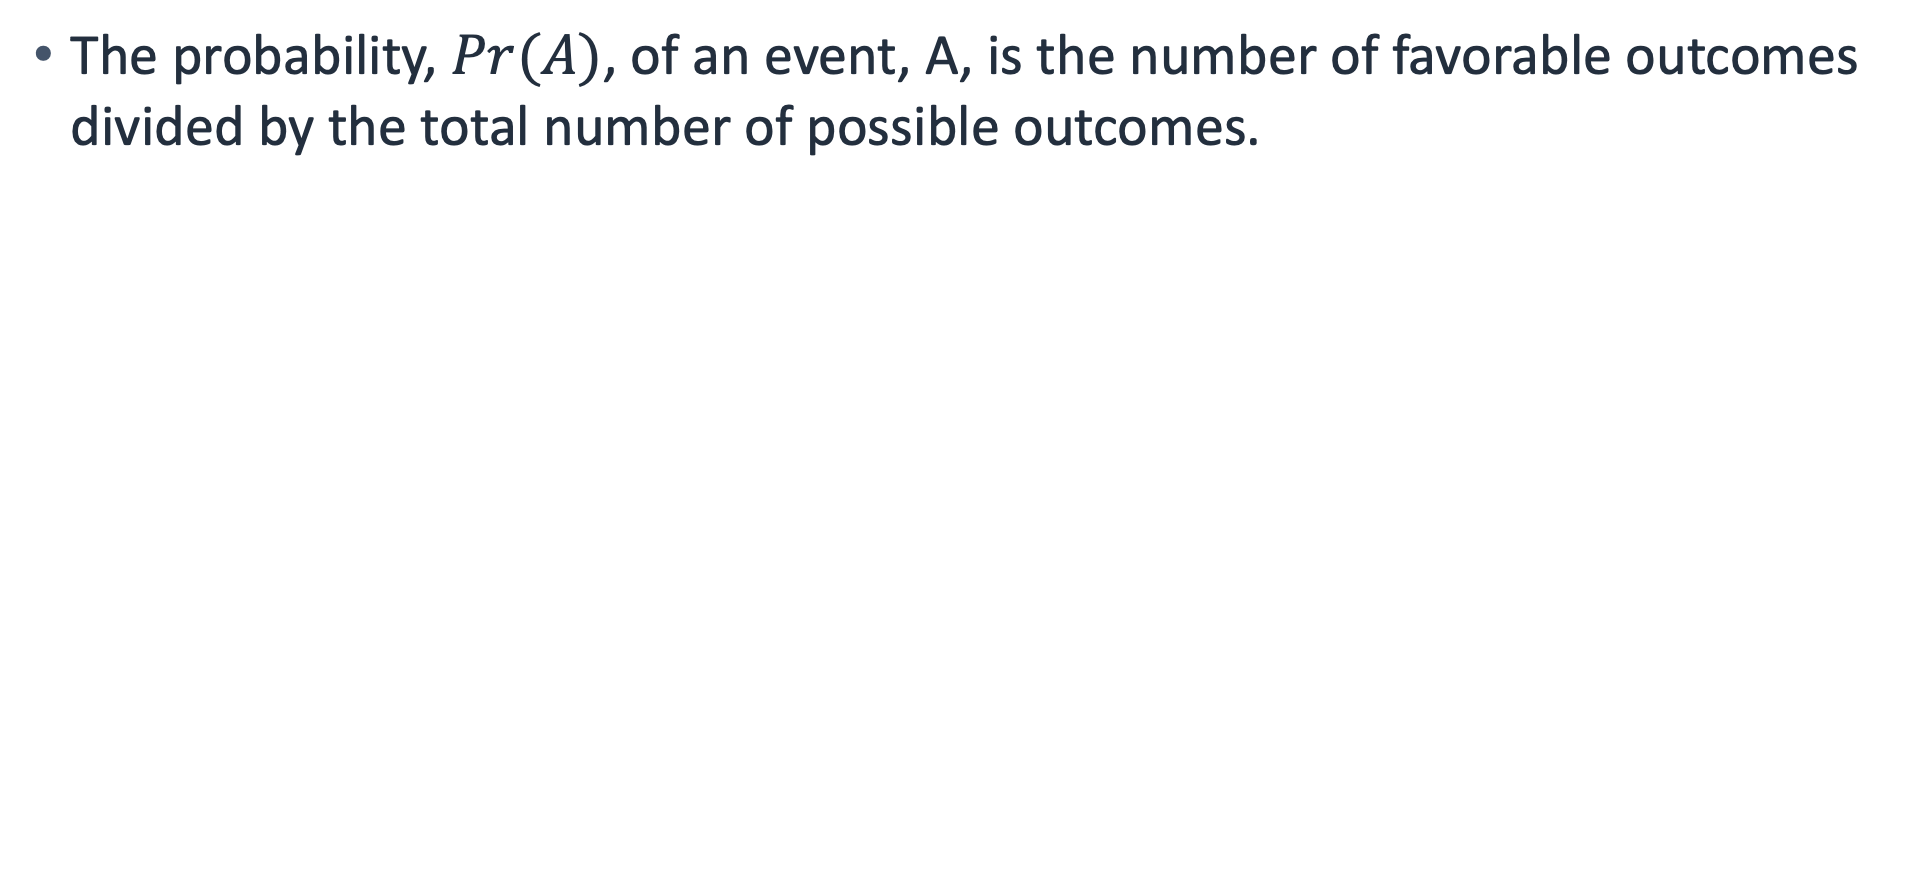 • The probability, Pr(A), of an event, A, is the number of favorable outcomes
divided by the total number of possible outcomes.